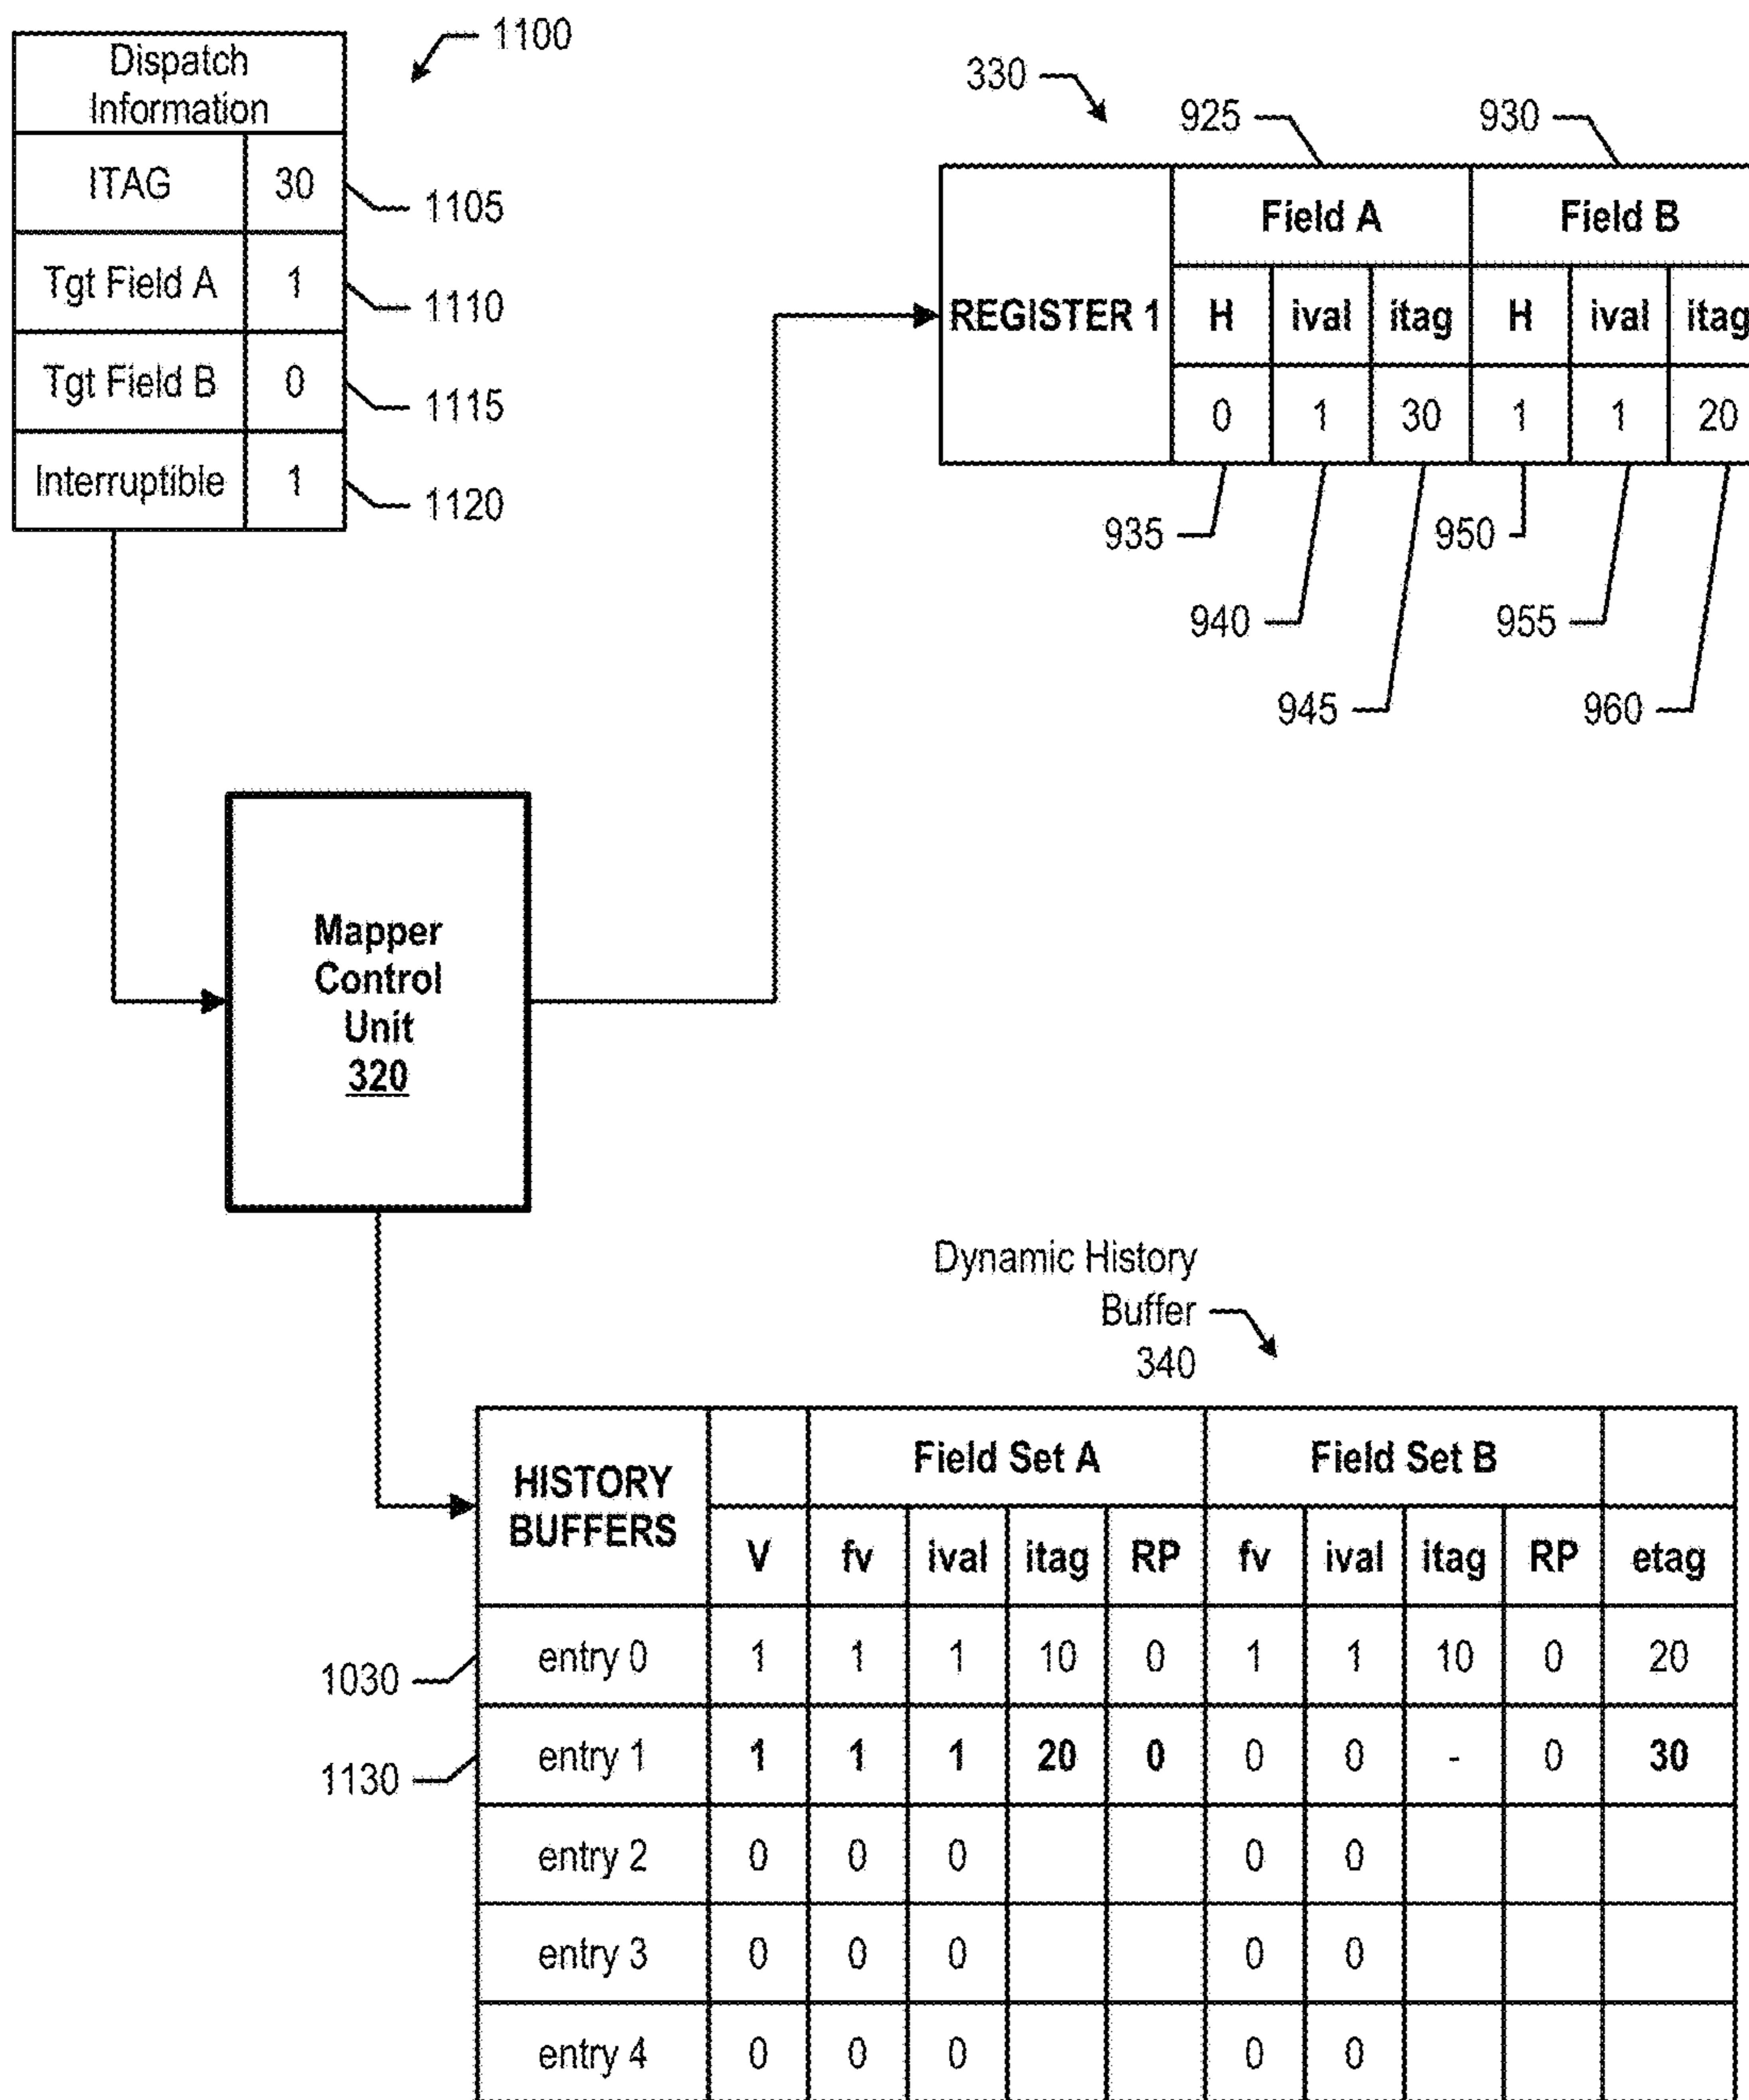 Dispatch
Information
ITAG 30
Tgt Field A 1
Tgt Field B 0
Interruptible 1
1100
1105
1110
1115
1120
330
925
930
REGISTER 1
Field A Field B
H ival itag H ival itag
0 1 30 1 1 20
935
950
940
955
945
960
Mapper
Control
Unit
320
Dynamic History
Buffer
340
HISTORY
BUFFERS
Field Set A Field Set B
V fv ival itag RP fv ival itag RP etag
1030
entry 0 1 1 1 10 0 1 1 10 0 20
1130
entry 1 1 1 1 20 0 0 0 - 0 30
entry 2 0 0 0 0 0
entry 3 0 0 0 0 0
entry 4 0 0 0 0 0